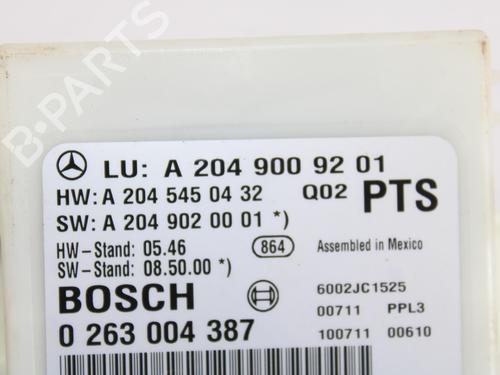 B-PARTS
LU: A 204 900 92 01
HW: A 204 545 04 32 Q02 PTS
SW: A 204 902 00 01 *)
HW-Stand: 05.46 864 Assembled in Mexico
SW-Stand: 08.50.00 *)
BOSCH 6002JC1525
0 263 004 387 00711 PPL3
100711 00610